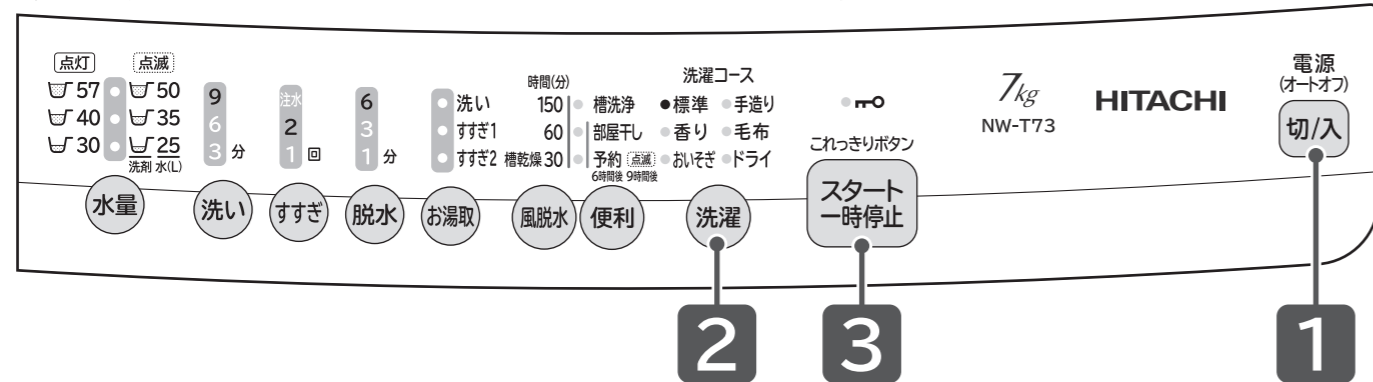 点灯 点滅
57 50
40 35
30 25
洗剤 水(L)
水量
9
6
3 分
洗い
注水
2
1 回
すすぎ
6
3
1 分
脱水
洗い
すすぎ1
すすぎ2
お湯取
時間(分)
150
60
槽乾燥 30
風脱水
槽洗浄
部屋干し
予約 点滅
6時間後 9時間後
便利
洗濯コース
標準 手造り
香り 毛布
おいそぎ ドライ
洗濯
これっきりボタン
スタート
一時停止
7kg
NW-T73
HITACHI
電源
(オートオフ)
切/入
2 3 1